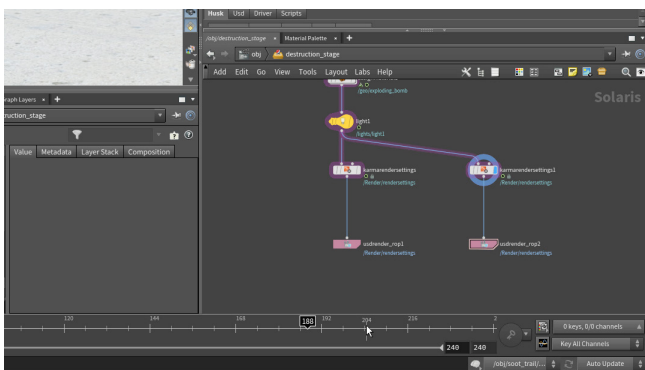 Husk Usd Driver Scripts
/obj/destruction_stage × Material Palette × +
obj destruction_stage
Add Edit Go View Tools Layout Labs Help
Solaris
/geo/exploding_bomb
light1
/lights/light1
karmarendersettings
/Render/rendersettings
karmarendersettings1
/Render/rendersettings
usdrender_rop1
/Render/rendersettings
usdrender_rop2
/Render/rendersettings
raph Layers × +
ruction_stage
Value Metadata Layer Stack Composition
120 144 168 188 192 204 216 2
240 240
0 keys, 0/0 channels
Key All Channels
/obj/soot_trail/... Auto Update